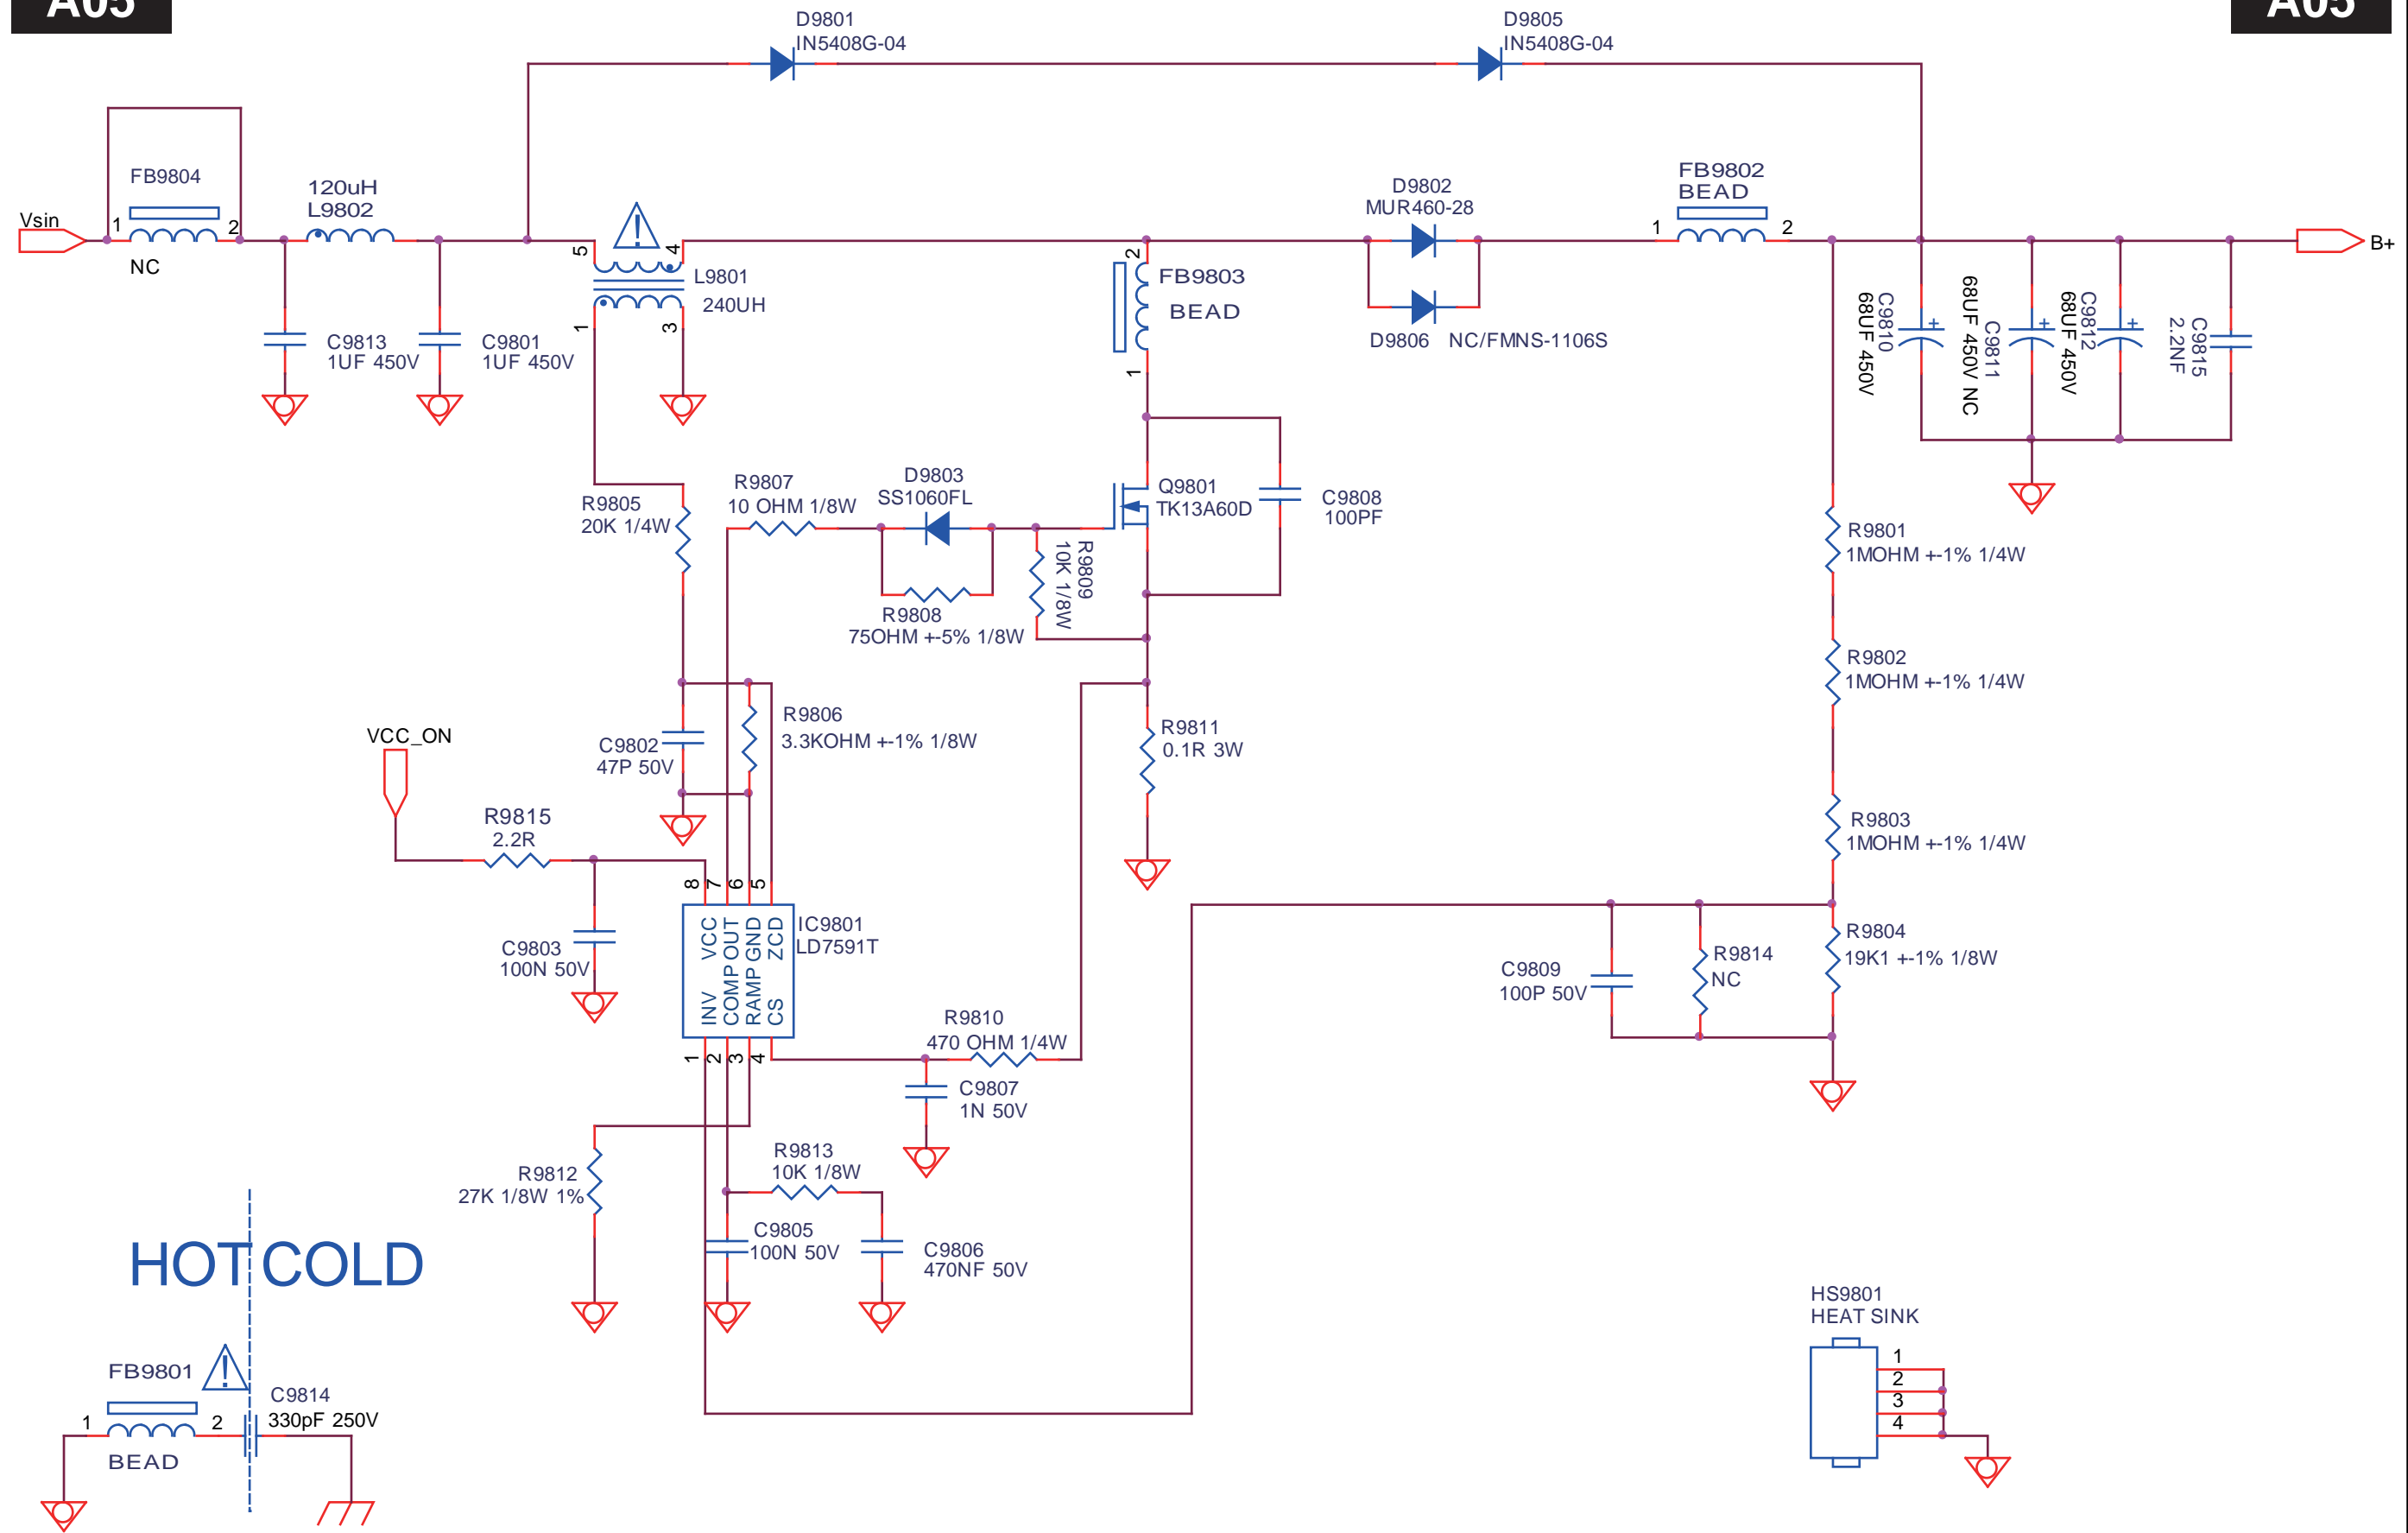 A05
A05
D9801
IN5408G-04
D9805
IN5408G-04
FB9804
1
2
NC
Vsin
120uH
L9802
C9813
1UF 450V
C9801
1UF 450V
5
4
L9801
240UH
1
3
2
FB9803
BEAD
1
D9802
MUR460-28
D9806 NC/FMNS-1106S
FB9802
BEAD
1
2
B+
C9810
68UF 450V
+
C9811
68UF 450V NC
+
C9812
68UF 450V
+
C9815
2.2NF
R9805
20K 1/4W
R9807
10 OHM 1/8W
D9803
SS1060FL
R9808
75OHM +-5% 1/8W
R9809
10K 1/8W
Q9801
TK13A60D
C9808
100PF
R9801
1MOHM +-1% 1/4W
R9802
1MOHM +-1% 1/4W
R9803
1MOHM +-1% 1/4W
R9804
19K1 +-1% 1/8W
R9814
NC
C9809
100P 50V
C9802
47P 50V
R9806
3.3KOHM +-1% 1/8W
R9811
0.1R 3W
VCC_ON
R9815
2.2R
C9803
100N 50V
8
7
6
5
VCC
OUT
GND
ZCD
INV
COMP
RAMP
CS
1
2
3
4
IC9801
LD7591T
R9810
470 OHM 1/4W
C9807
1N 50V
R9812
27K 1/8W 1%
R9813
10K 1/8W
C9805
100N 50V
C9806
470NF 50V
HOT COLD
FB9801
1
2
BEAD
!
!
C9814
330pF 250V
HS9801
HEAT SINK
1
2
3
4